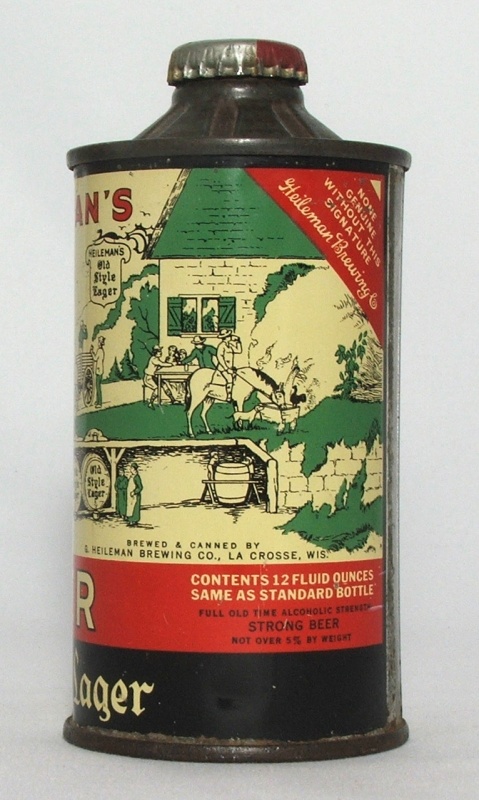 AN'S
HEILEMAN'S
Old
Style
Lager
NONE
GENUINE
WITHOUT THIS
SIGNATURE
Heileman Brewing Co
Old
Style
Lager
BREWED & CANNED BY
G. HEILEMAN BREWING CO., LA CROSSE, WIS.
R
CONTENTS 12 FLUID OUNCES
SAME AS STANDARD BOTTLE
FULL OLD TIME ALCOHOLIC STRENGTH
STRONG BEER
NOT OVER 5% BY WEIGHT
Lager